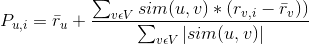 P_{u,i} = \bar{r}_u + \frac{\sum_{v \epsilon V} sim(u,v) * (r_{v,i} - \bar{r}_v))}{\sum_{v \epsilon V} |sim(u,v)|}